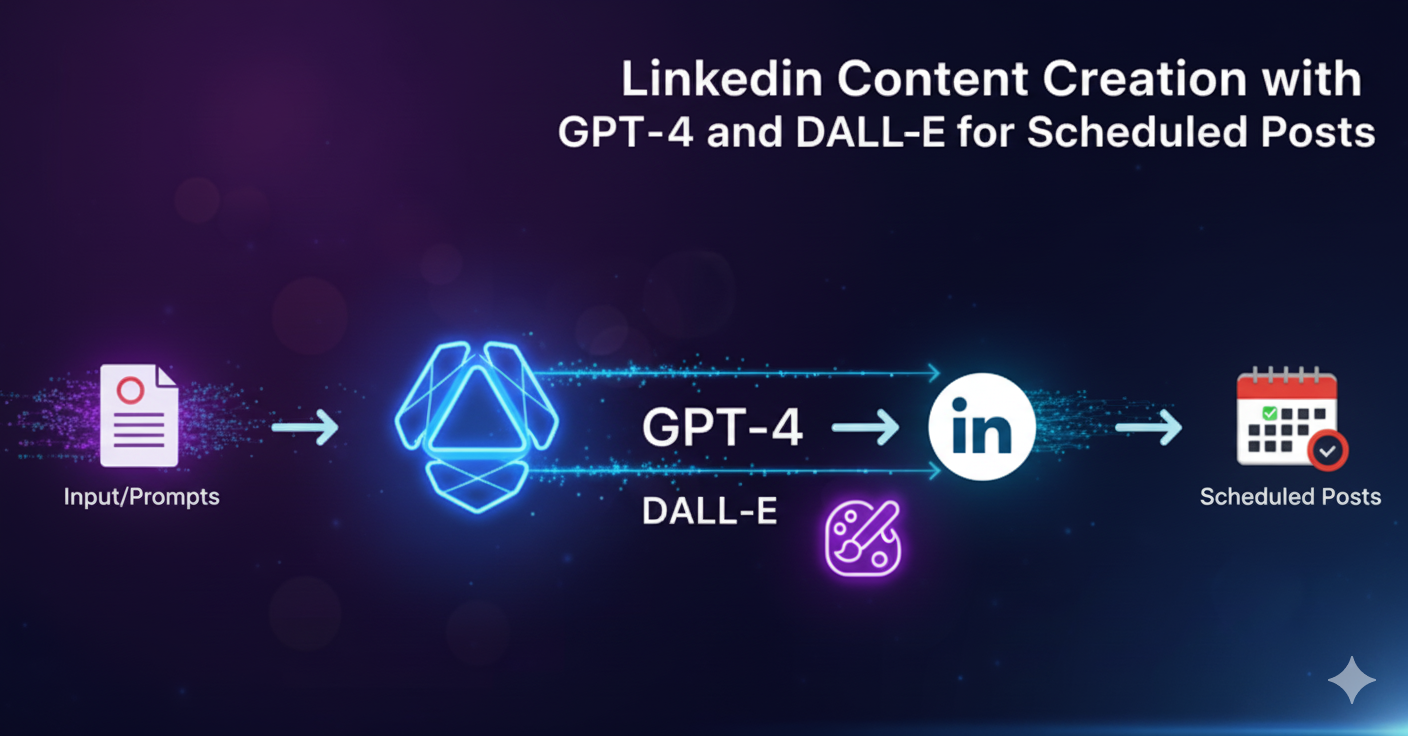 Linkedin Content Creation with
GPT-4 and DALL-E for Scheduled Posts
Input/Prompts
GPT-4
DALL-E
in
Scheduled Posts